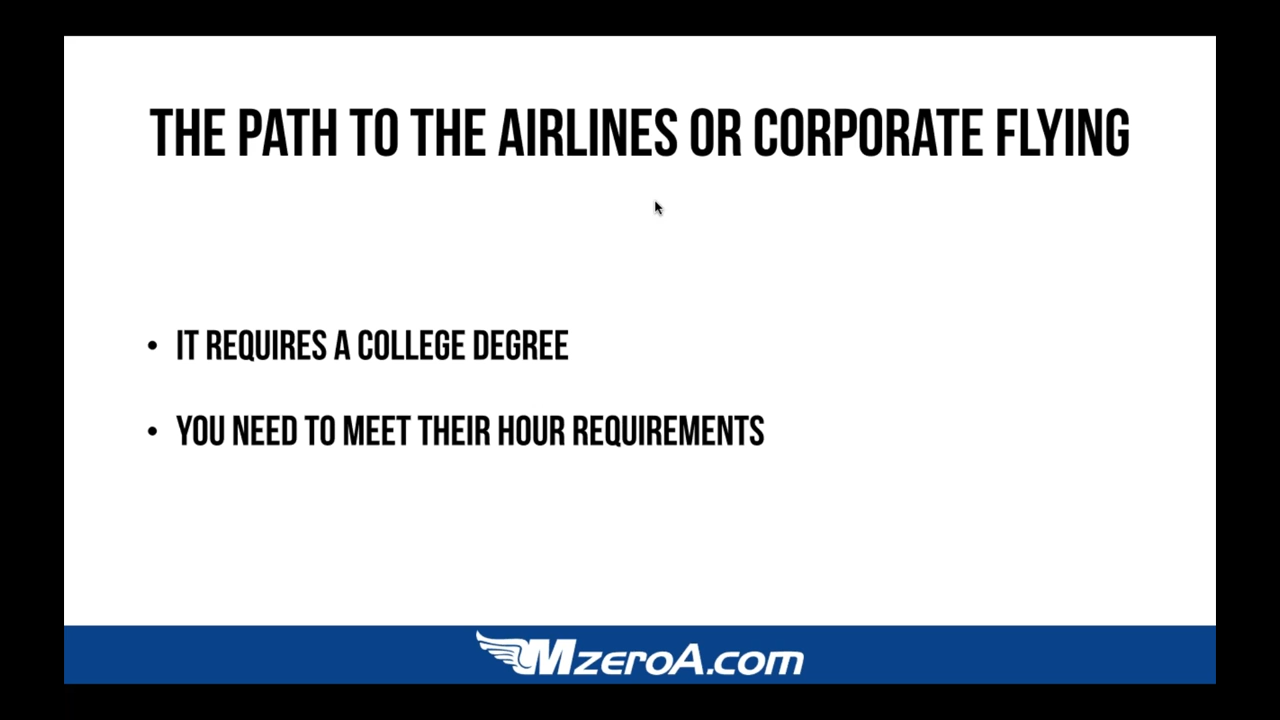 THE PATH TO THE AIRLINES OR CORPORATE FLYING
• IT REQUIRES A COLLEGE DEGREE
• YOU NEED TO MEET THEIR HOUR REQUIREMENTS
MzeroA.com